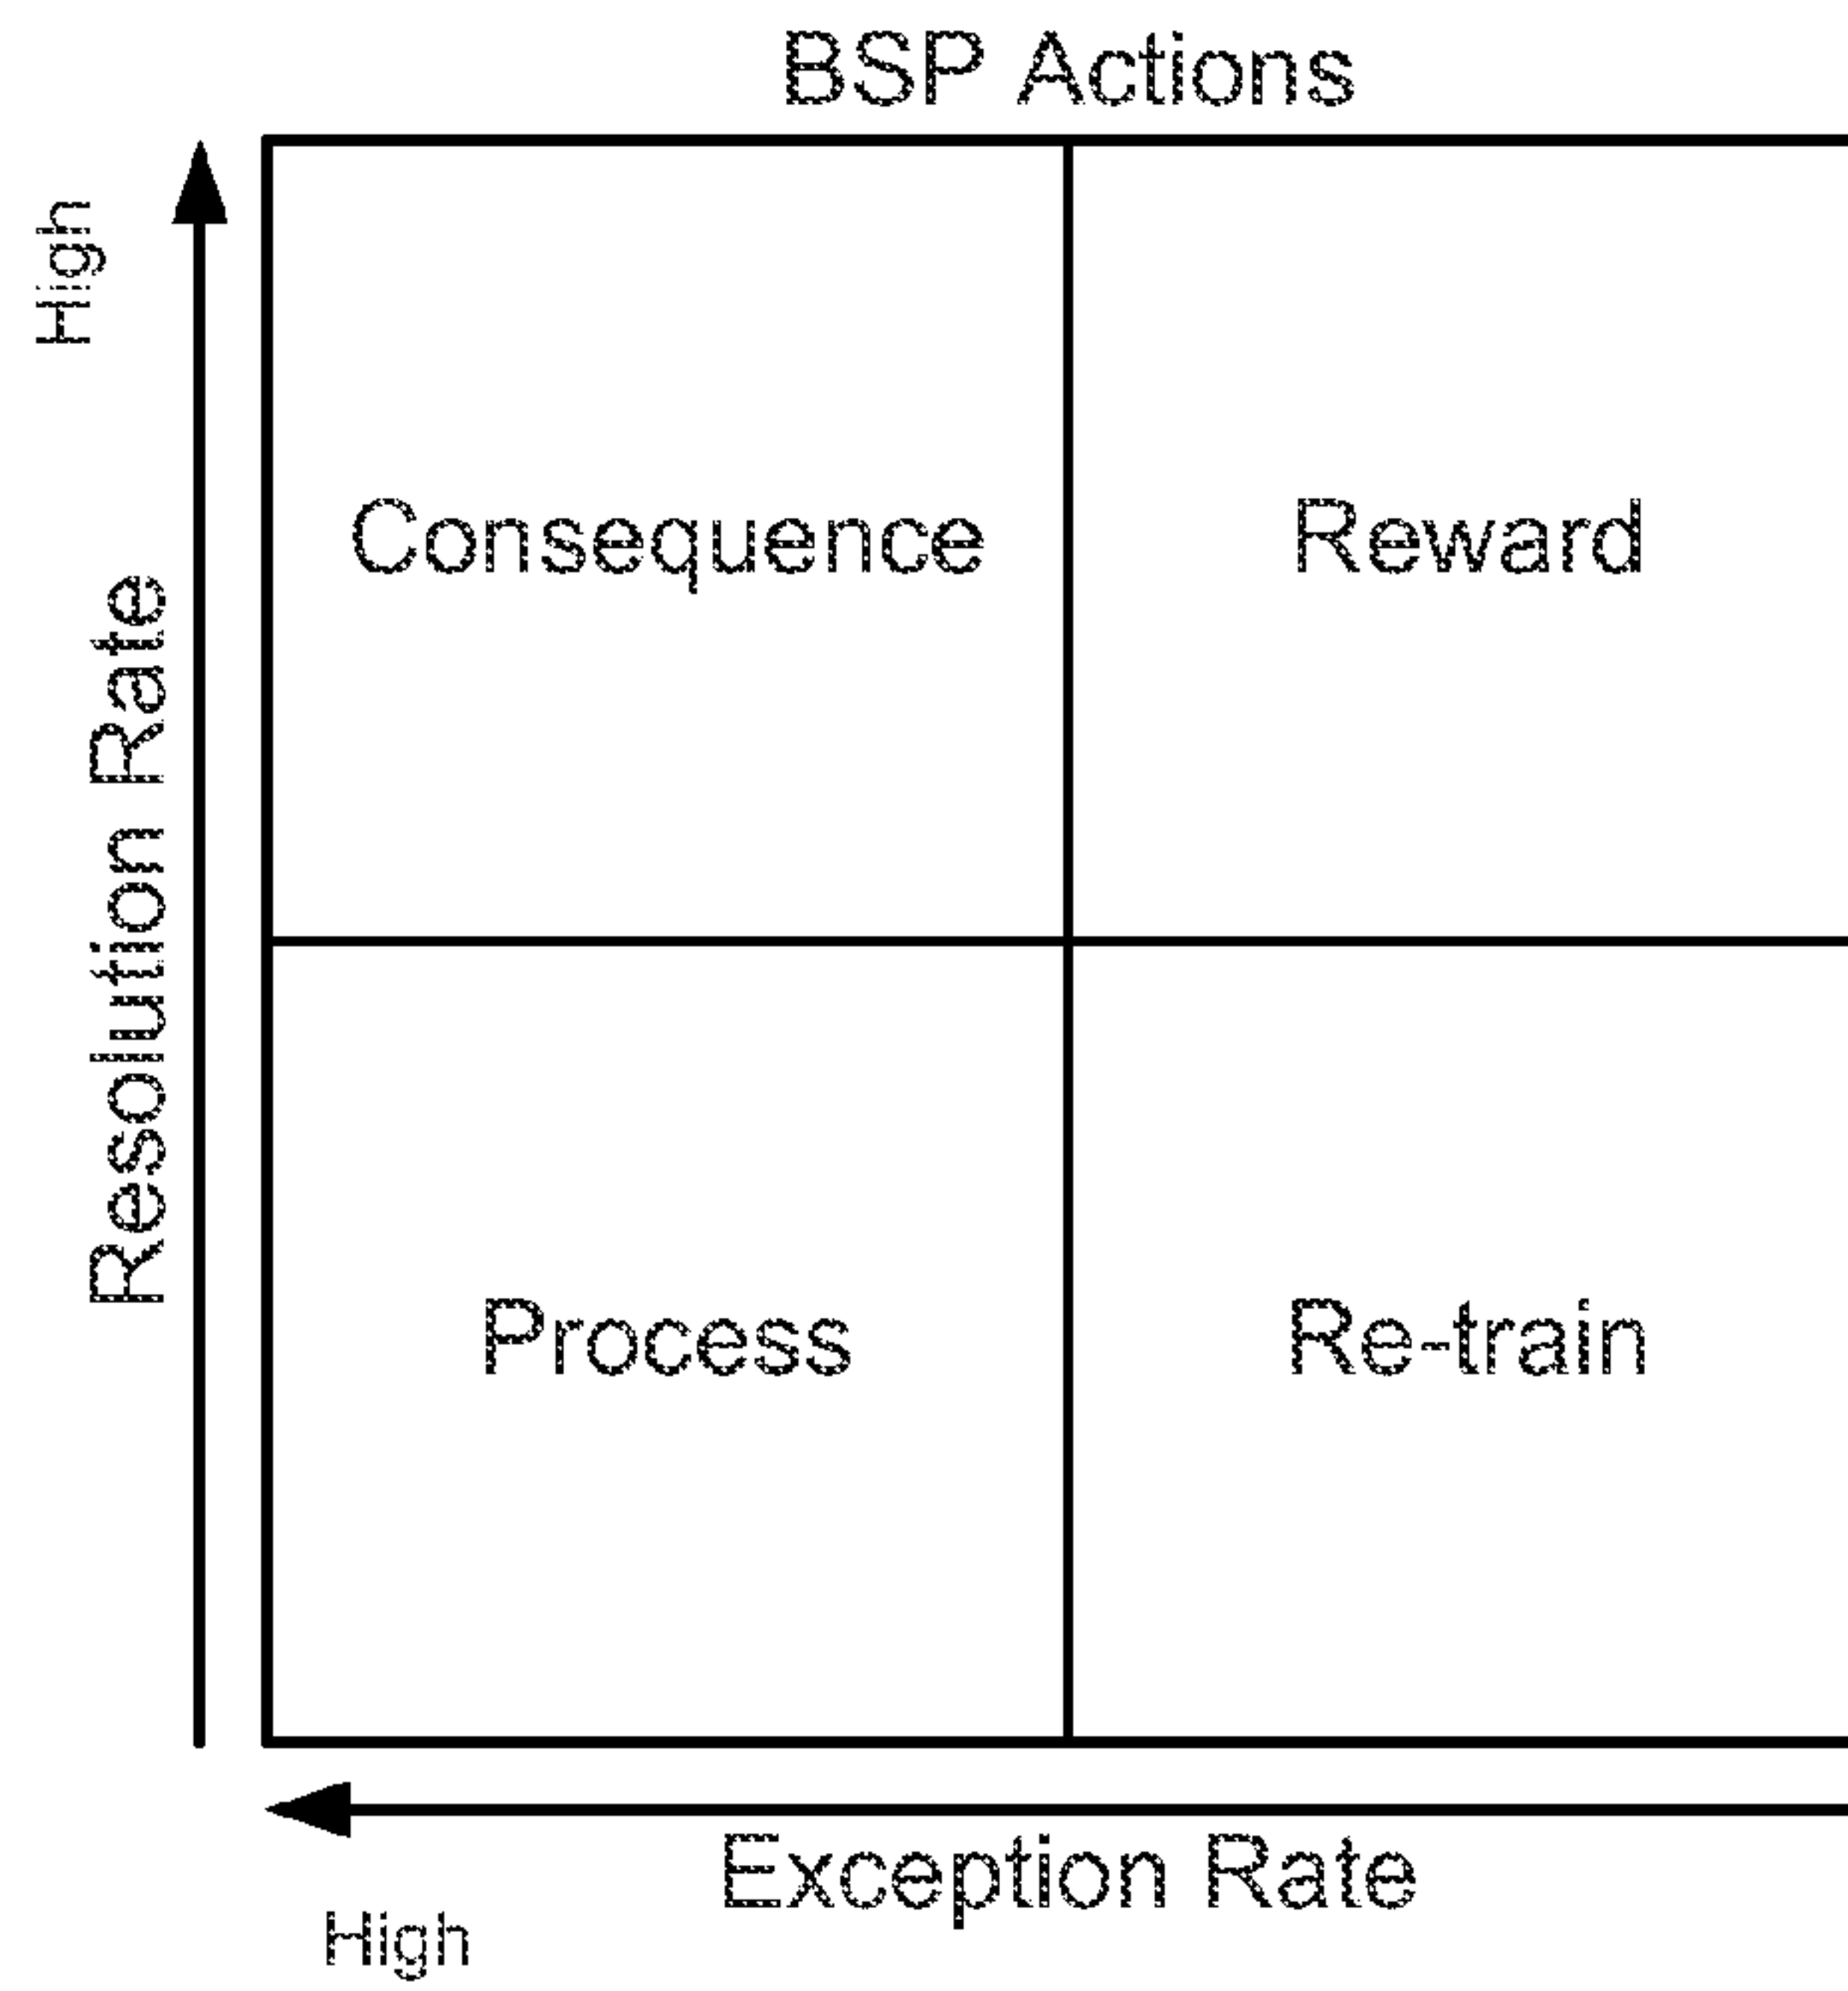 BSP Actions
High
Resolution Rate
Consequence
Reward
Process
Re-train
Exception Rate
High